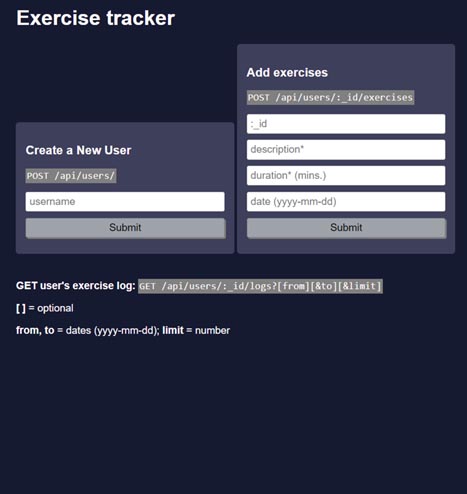 Exercise tracker
Create a New User
POST /api/users/
username
Submit
Add exercises
POST /api/users/:_id/exercises
:_id
description*
duration* (mins.)
date (yyyy-mm-dd)
Submit
GET user's exercise log: GET /api/users/:_id/logs?[from][&to][&limit]
[ ] = optional
from, to = dates (yyyy-mm-dd); limit = number